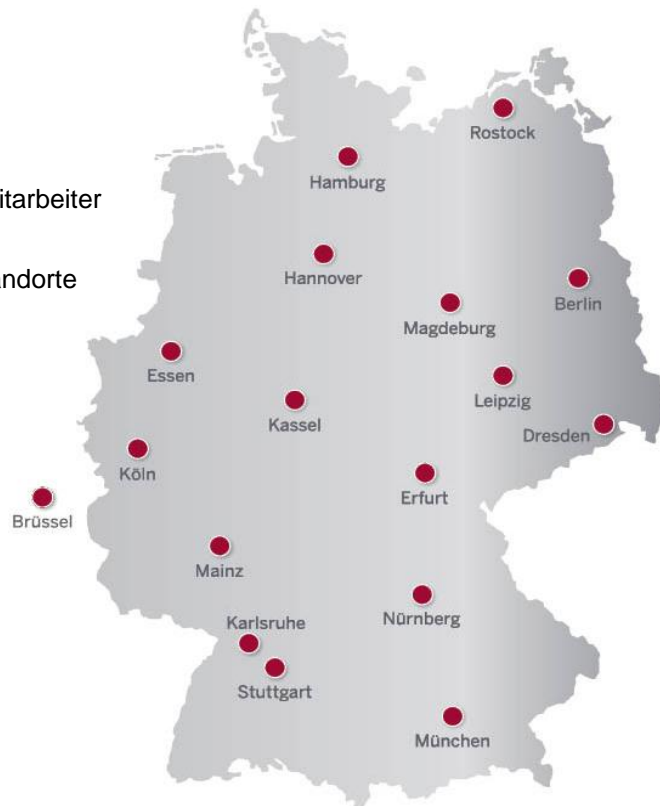 Rostock
Hamburg
itarbeiter
Hannover
andorte
Berlin
Magdeburg
Essen
Leipzig
Kassel
Dresden
Köln
Erfurt
Brüssel
Mainz
Nürnberg
Karlsruhe
Stuttgart
München